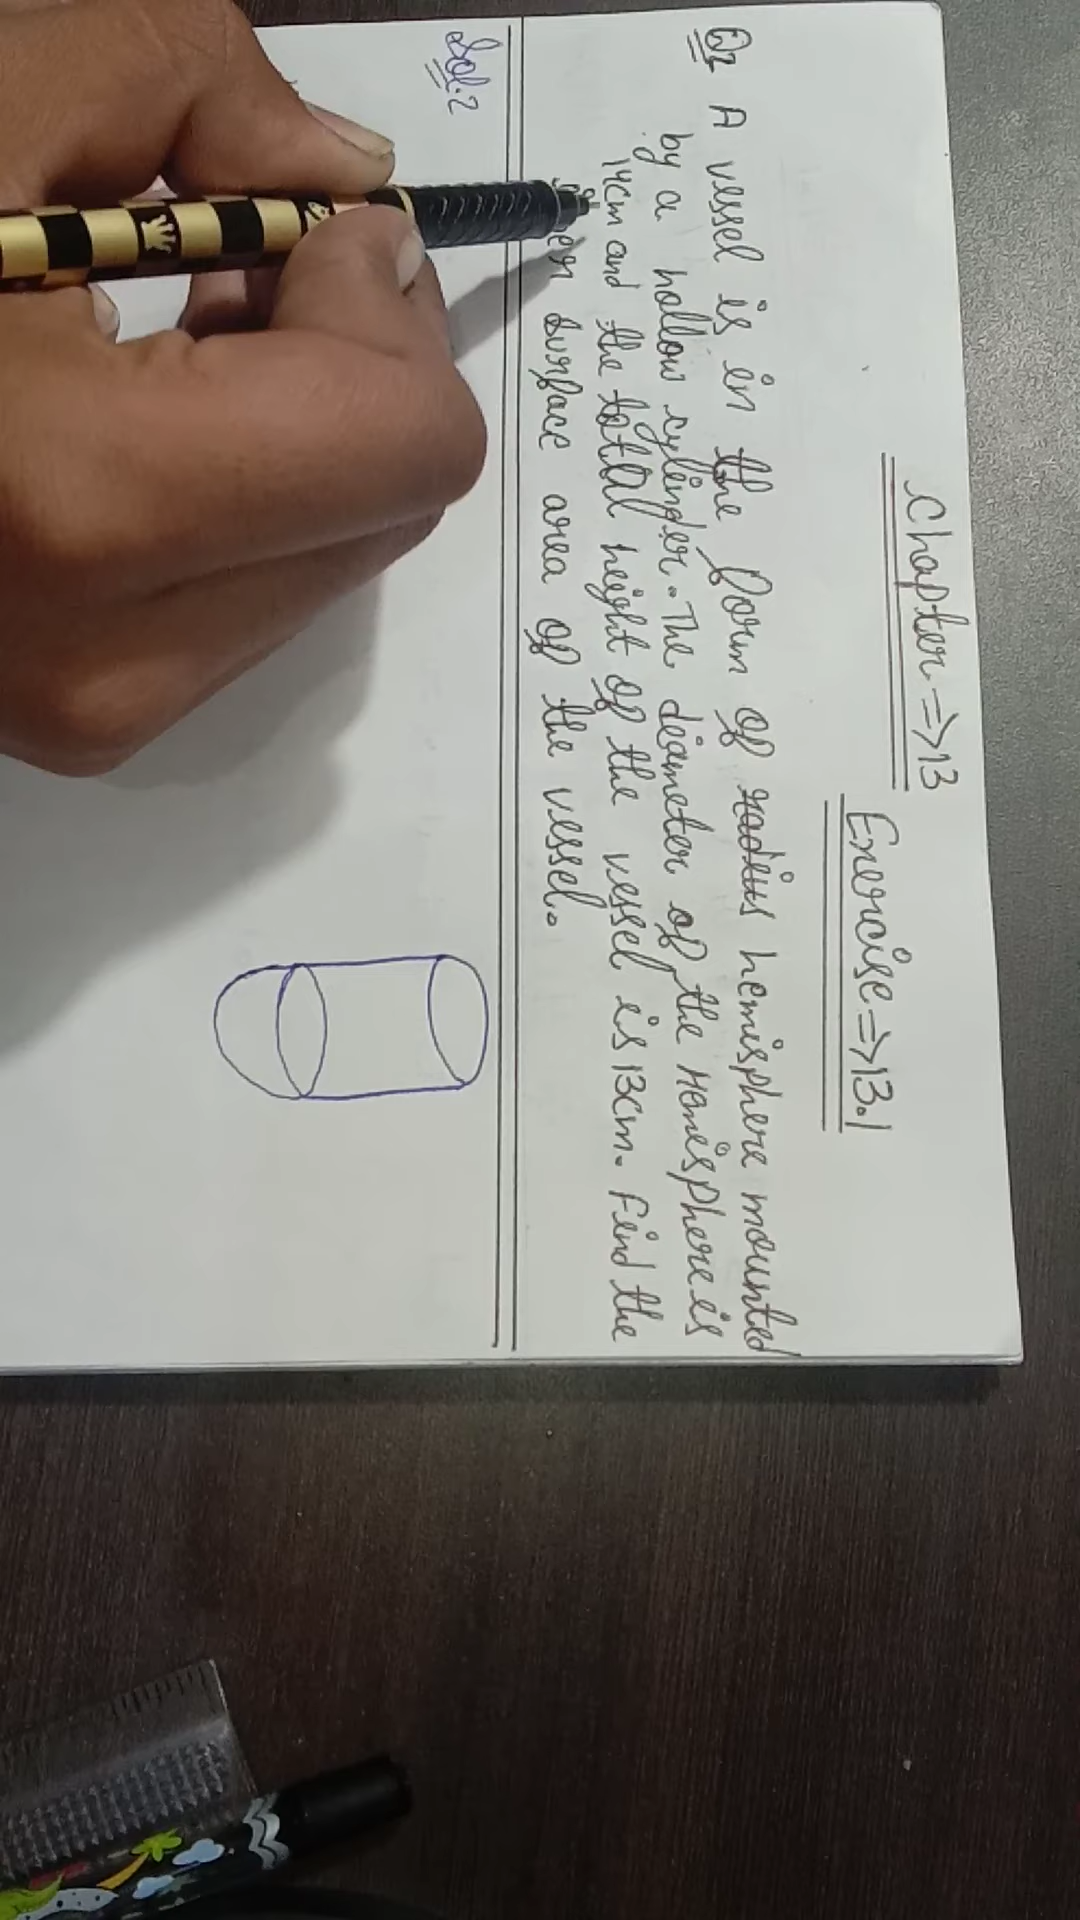 Chapter=>13
Exercise=>13.1
Q2 A vessel is in the form of radius hemisphere mounted
by a hollow cylinder. The diameter of the Hemisphere is
14cm and the total height of the vessel is 13cm. Find the
surface area of the vessel.
Sol:2